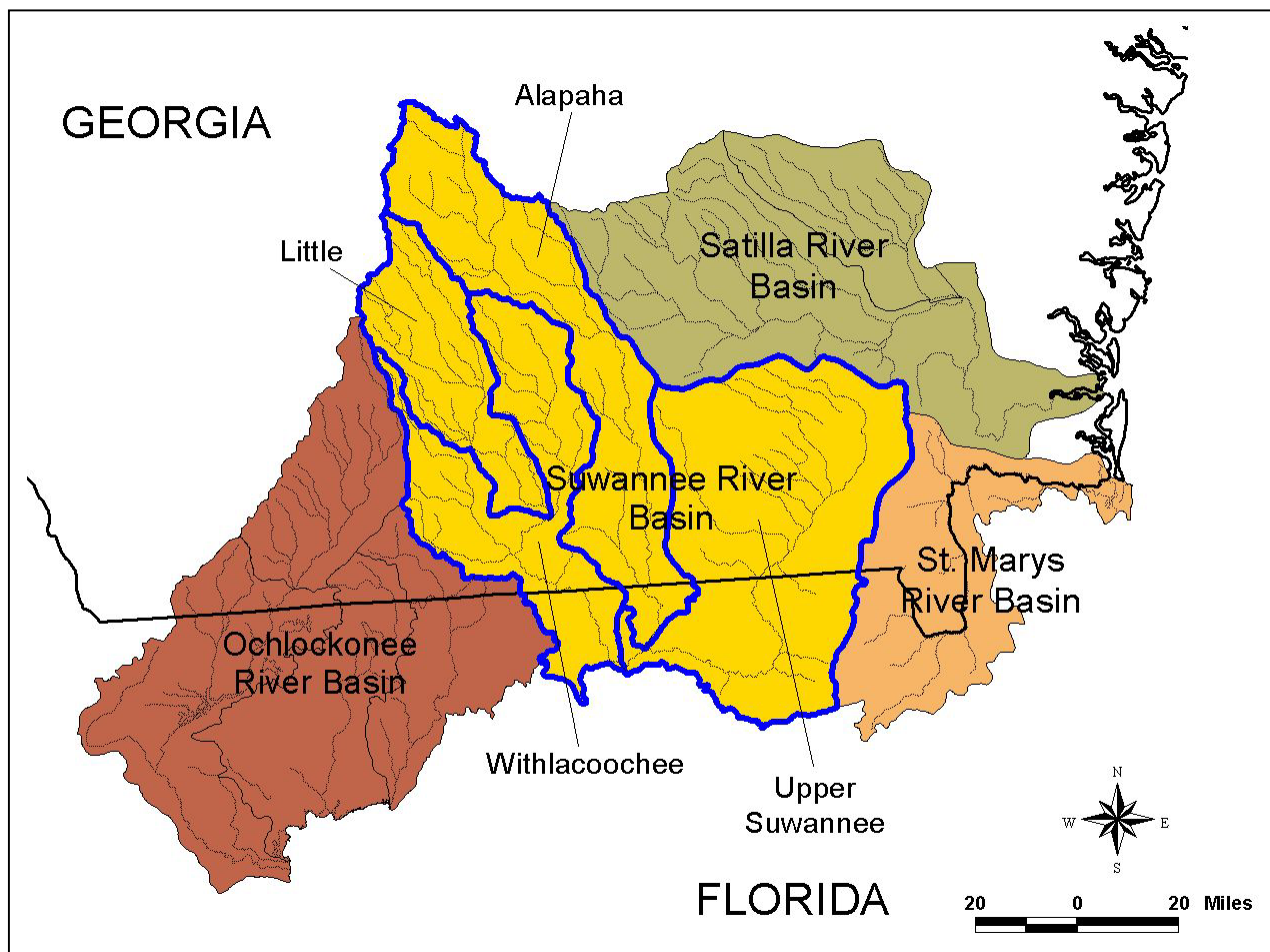 GEORGIA
Alapaha
Little
Satilla River
Basin
Suwannee River
Basin
St. Marys
River Basin
Ochlockonee
River Basin
Withlacoochee
Upper
Suwannee
N
W E
S
FLORIDA
20 0 20 Miles